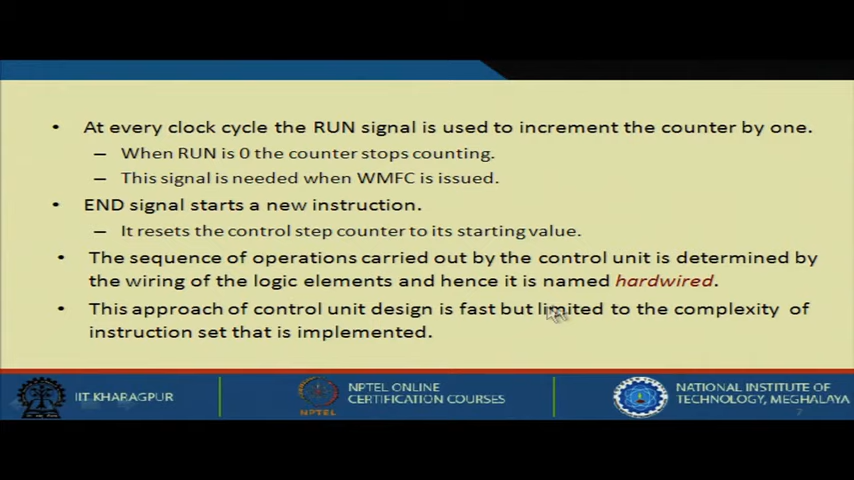 • At every clock cycle the RUN signal is used to increment the counter by one.
– When RUN is 0 the counter stops counting.
– This signal is needed when WMFC is issued.
• END signal starts a new instruction.
– It resets the control step counter to its starting value.
• The sequence of operations carried out by the control unit is determined by
the wiring of the logic elements and hence it is named hardwired.
• This approach of control unit design is fast but limited to the complexity of
instruction set that is implemented.
IIT KHARAGPUR
NPTEL
NPTEL ONLINE
CERTIFICATION COURSES
NATIONAL INSTITUTE OF
TECHNOLOGY, MEGHALAYA
7